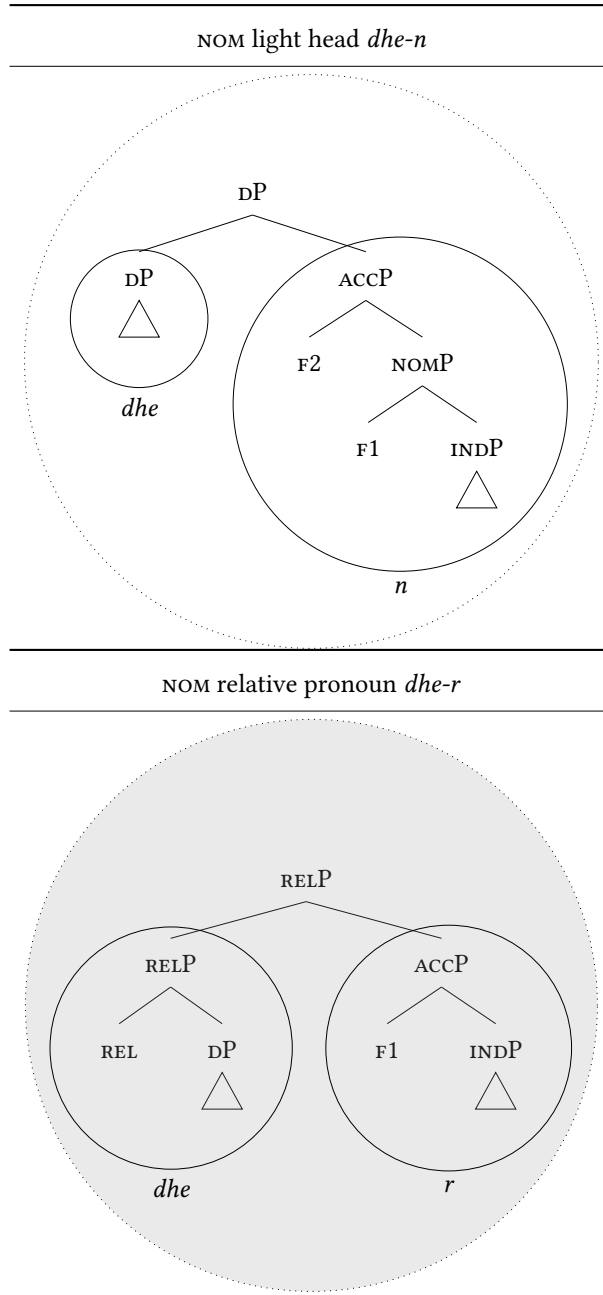 NOM light head dhe-n
DP
DP ACCP
F2 NOMP
dhe
F1 INDP
n
NOM relative pronoun dhe-r
RELP
RELP ACCP
REL DP F1 INDP
dhe r